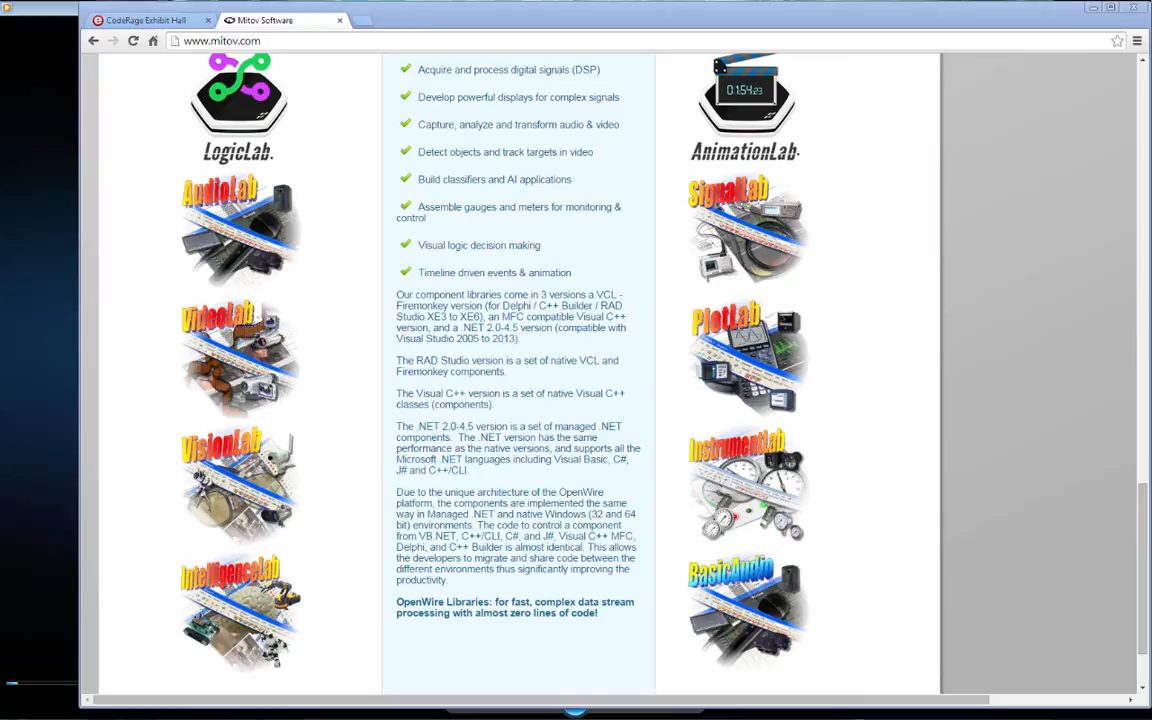 CodeRage Exhibit Hall
Mitov Software
www.mitov.com
LogicLab.
AudioLab
VideoLab
VisionLab
IntelligenceLab
Acquire and process digital signals (DSP)
Develop powerful displays for complex signals
Capture, analyze and transform audio & video
Detect objects and track targets in video
Build classifiers and AI applications
Assemble gauges and meters for monitoring &
control
Visual logic decision making
Timeline driven events & animation
Our component libraries come in 3 versions a VCL -
Firemonkey version (for Delphi / C++ Builder / RAD
Studio XE3 to XE6), an MFC compatible Visual C++
version, and a .NET 2.0-4.5 version (compatible with
Visual Studio 2005 to 2013).
The RAD Studio version is a set of native VCL and
Firemonkey components.
The Visual C++ version is a set of native Visual C++
classes (components).
The .NET 2.0-4.5 version is a set of managed .NET
components. The .NET version has the same
performance as the native versions, and supports all the
Microsoft .NET languages including Visual Basic, C#,
J# and C++/CLI.
Due to the unique architecture of the OpenWire
platform, the components are implemented the same
way in Managed .NET and native Windows (32 and 64
bit) environments. The code to control a component
from VB.NET, C++/CLI, C#, and J#, Visual C++ MFC,
Delphi, and C++ Builder is almost identical. This allows
the developers to migrate and share code between the
different environments thus significantly improving the
productivity.
OpenWire Libraries: for fast, complex data stream
processing with almost zero lines of code!
01:54:23
AnimationLab.
SignalLab
PlotLab
InstrumentLab
BasicAudio